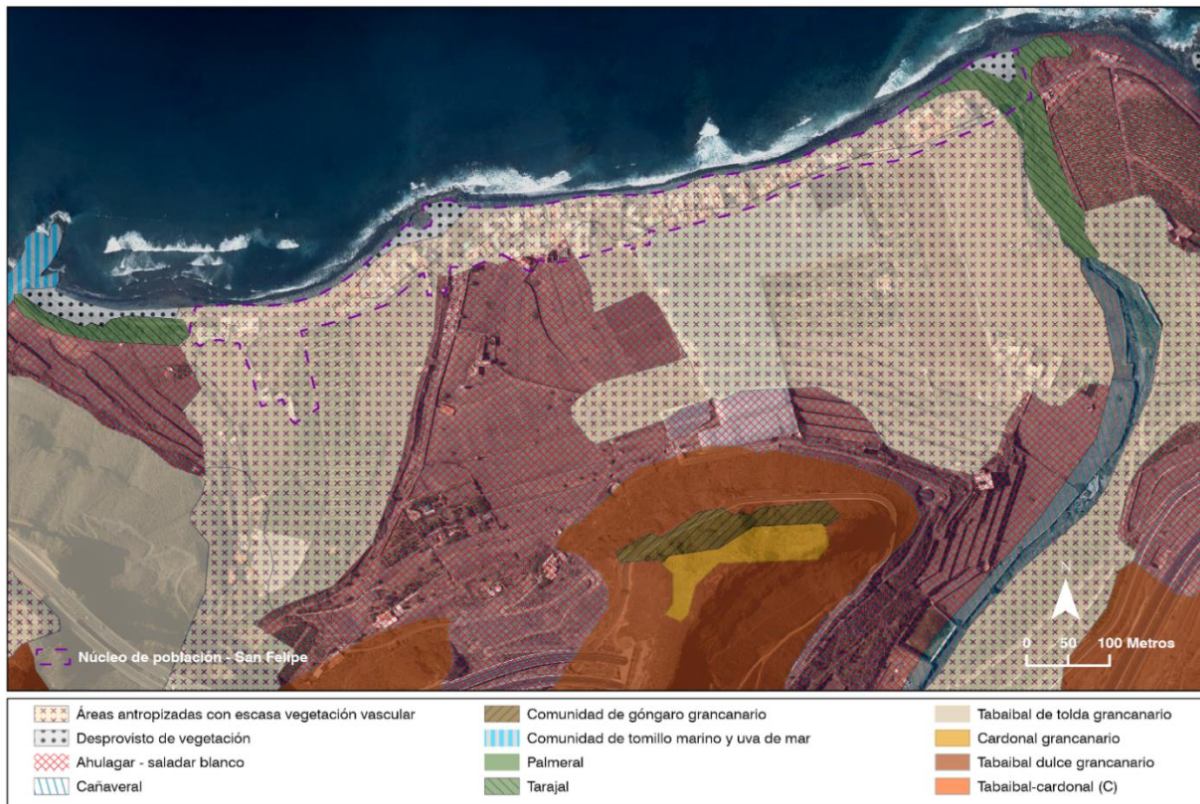 Núcleo de población - San Felipe
N
0 50 100 Metros
Áreas antropizadas con escasa vegetación vascular
Desprovisto de vegetación
Ahulagar - saladar blanco
Cañaveral
Comunidad de góngaro grancanario
Comunidad de tomillo marino y uva de mar
Palmeral
Tarajal
Tabaibal de tolda grancanario
Cardonal grancanario
Tabaibal dulce grancanario
Tabaibal-cardonal (C)